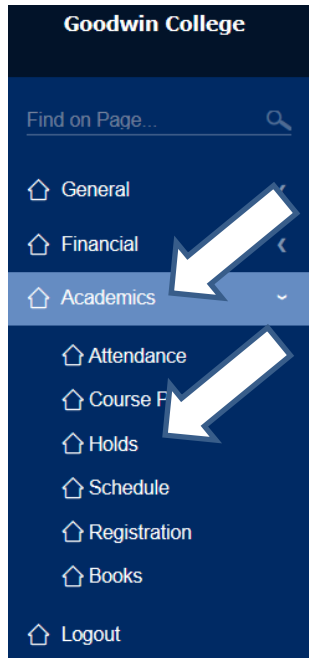 Goodwin College
Find on Page...
General
Financial
Academics
Attendance
Course
Holds
Schedule
Registration
Books
Logout